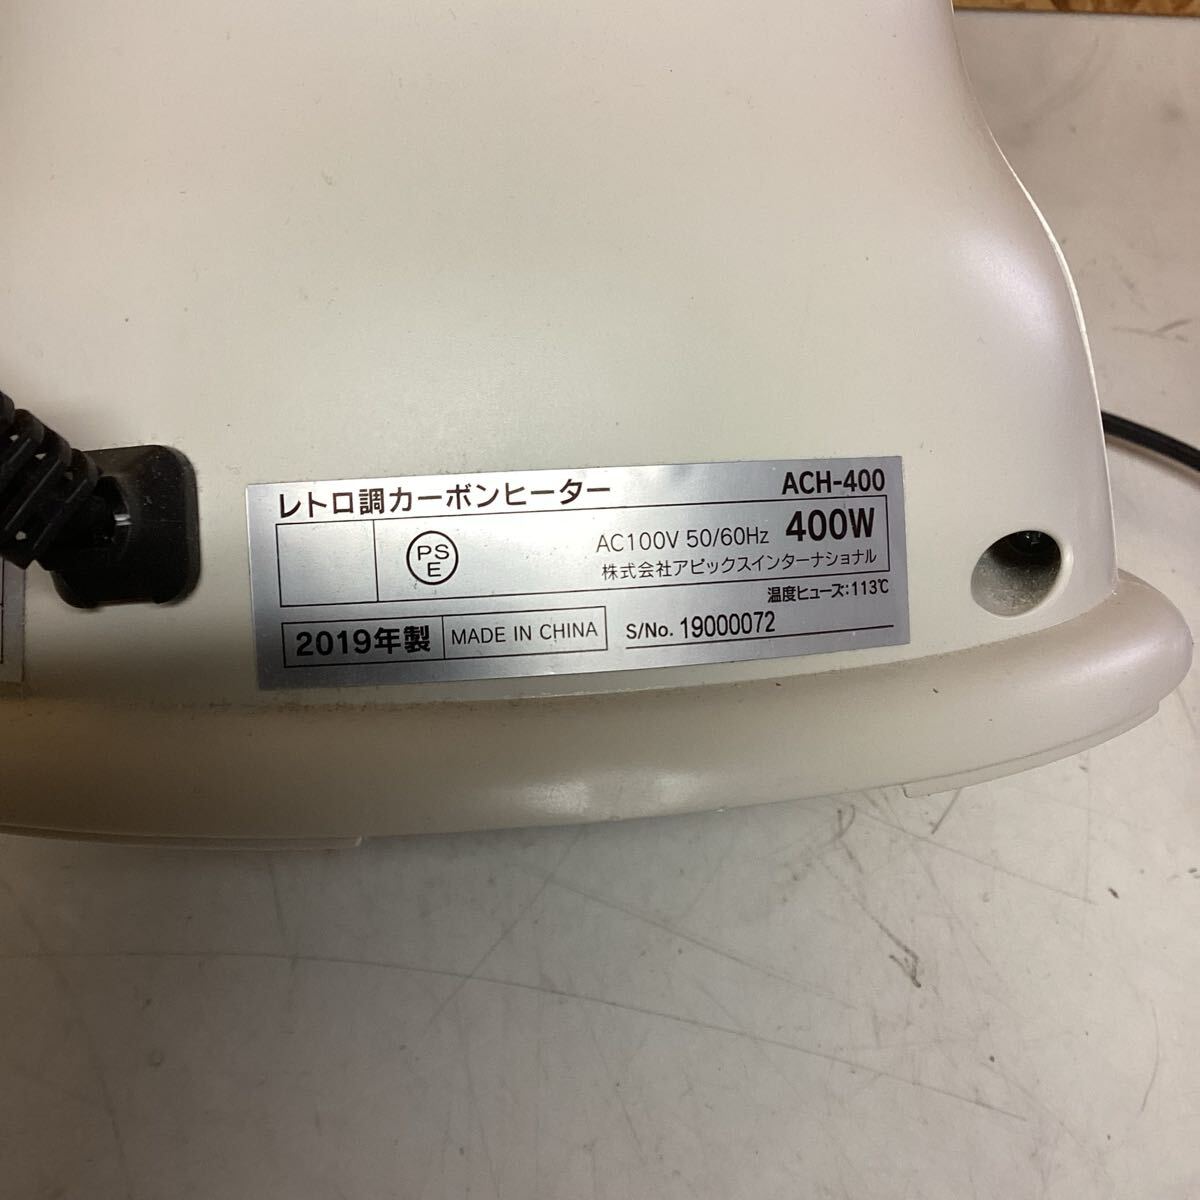 レトロ調カーボンヒーター ACH-400
PS
E
AC100V 50/60Hz 400W
株式会社アピックスインターナショナル
温度ヒューズ:113℃
2019年製 MADE IN CHINA S/No. 19000072